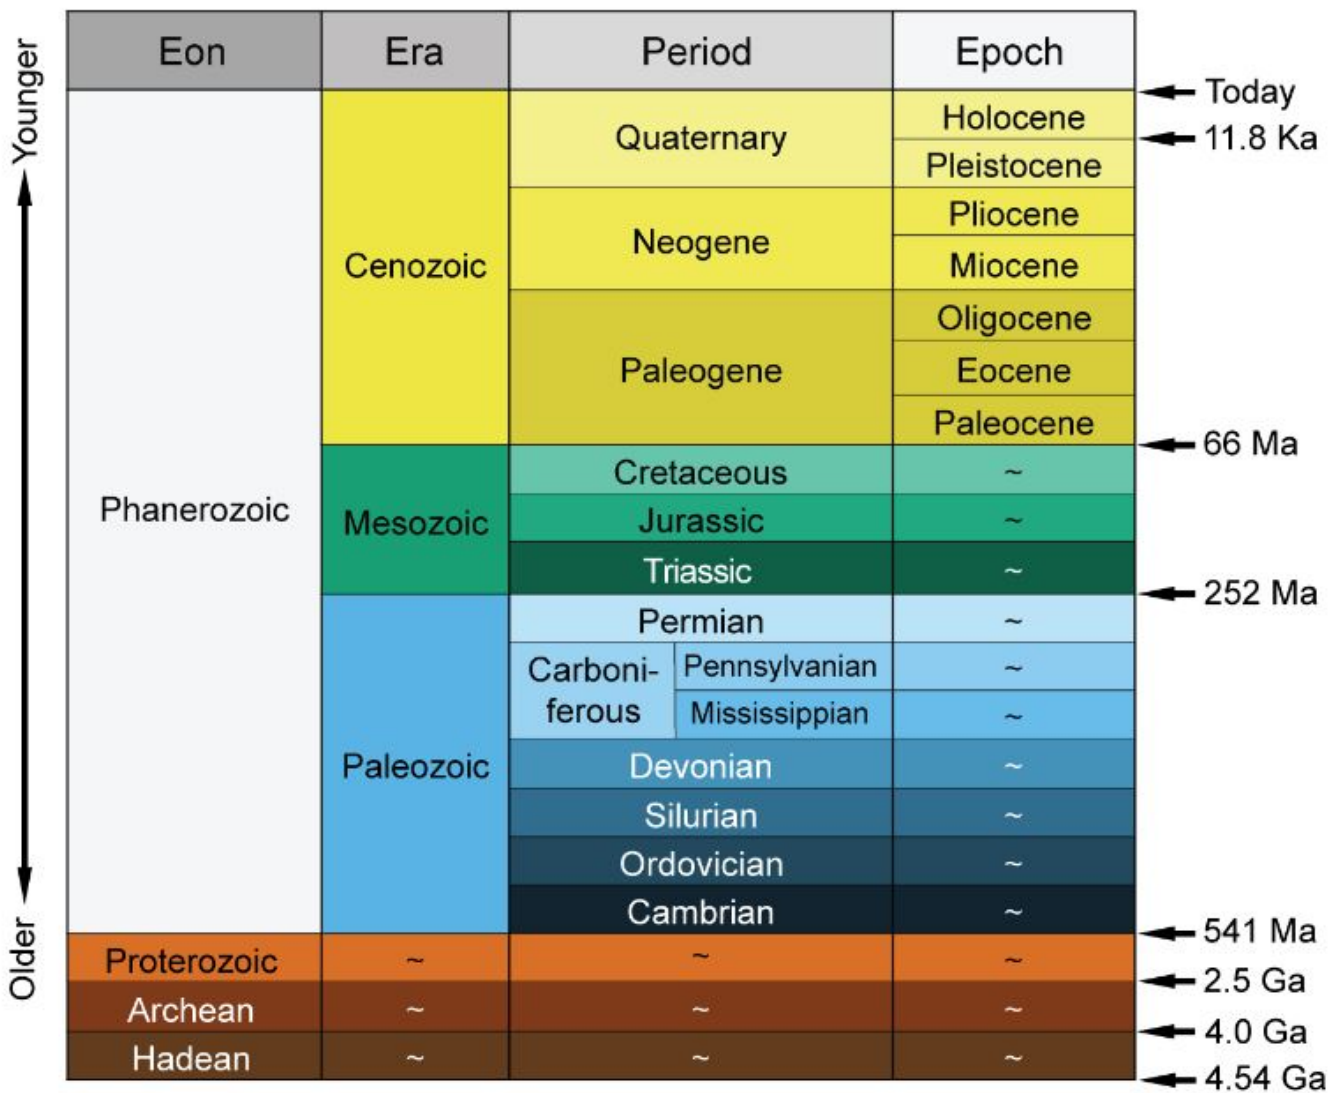 Eon Era Period Epoch
Younger
Older
Today
Holocene
11.8 Ka
Quaternary
Pleistocene
Pliocene
Neogene
Cenozoic
Miocene
Oligocene
Paleogene
Eocene
Paleocene
66 Ma
Cretaceous ~
Phanerozoic
Mesozoic
Jurassic ~
Triassic ~
252 Ma
Permian ~
Carboni-
ferous
Pennsylvanian ~
Mississippian ~
Paleozoic
Devonian ~
Silurian ~
Ordovician ~
Cambrian ~
541 Ma
Proterozoic ~ ~ ~
2.5 Ga
Archean ~ ~ ~
4.0 Ga
Hadean ~ ~ ~
4.54 Ga